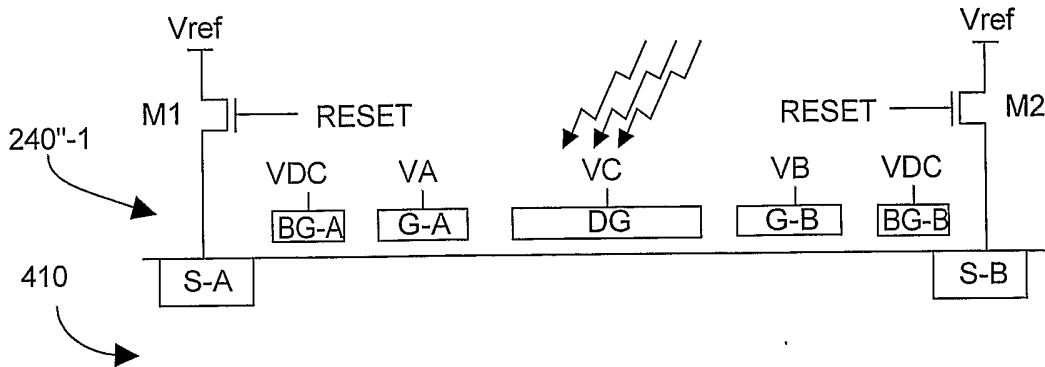 Vref
Vref
M1
RESET
RESET
M2
240"-1
VDC
VA
VC
VB
VDC
BG-A
G-A
DG
G-B
BG-B
410
S-A
S-B